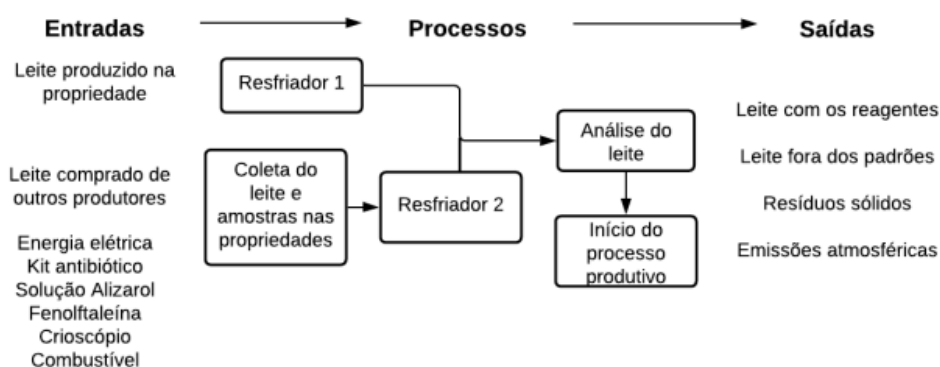 Entradas
Processos
Saídas
Leite produzido na
propriedade
Leite comprado de
outros produtores
Energia elétrica
Kit antibiótico
Solução Alizarol
Fenolftaleína
Crioscópio
Combustível
Resfriador 1
Coleta do
leite e
amostras nas
propriedades
Resfriador 2
Análise do
leite
Início do
processo
produtivo
Leite com os reagentes
Leite fora dos padrões
Resíduos sólidos
Emissões atmosféricas